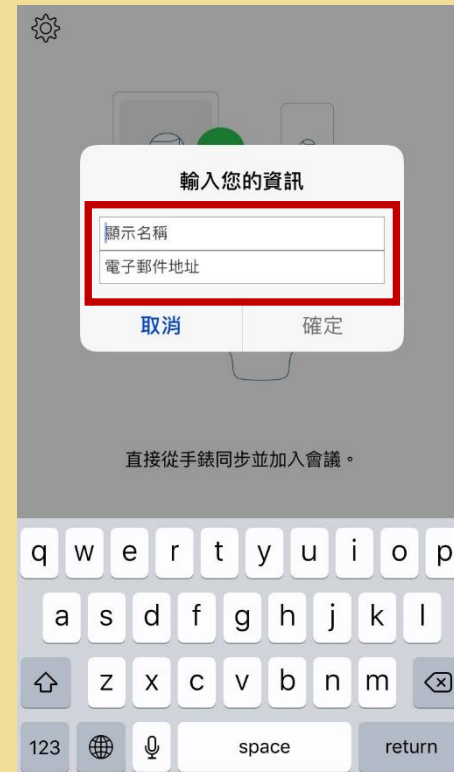 輸入您的資訊
顯示名稱
電子郵件地址
取消 確定
直接從手錶同步並加入會議。
q w e r t y u i o p
a s d f g h j k l
z x c v b n m
123 space return